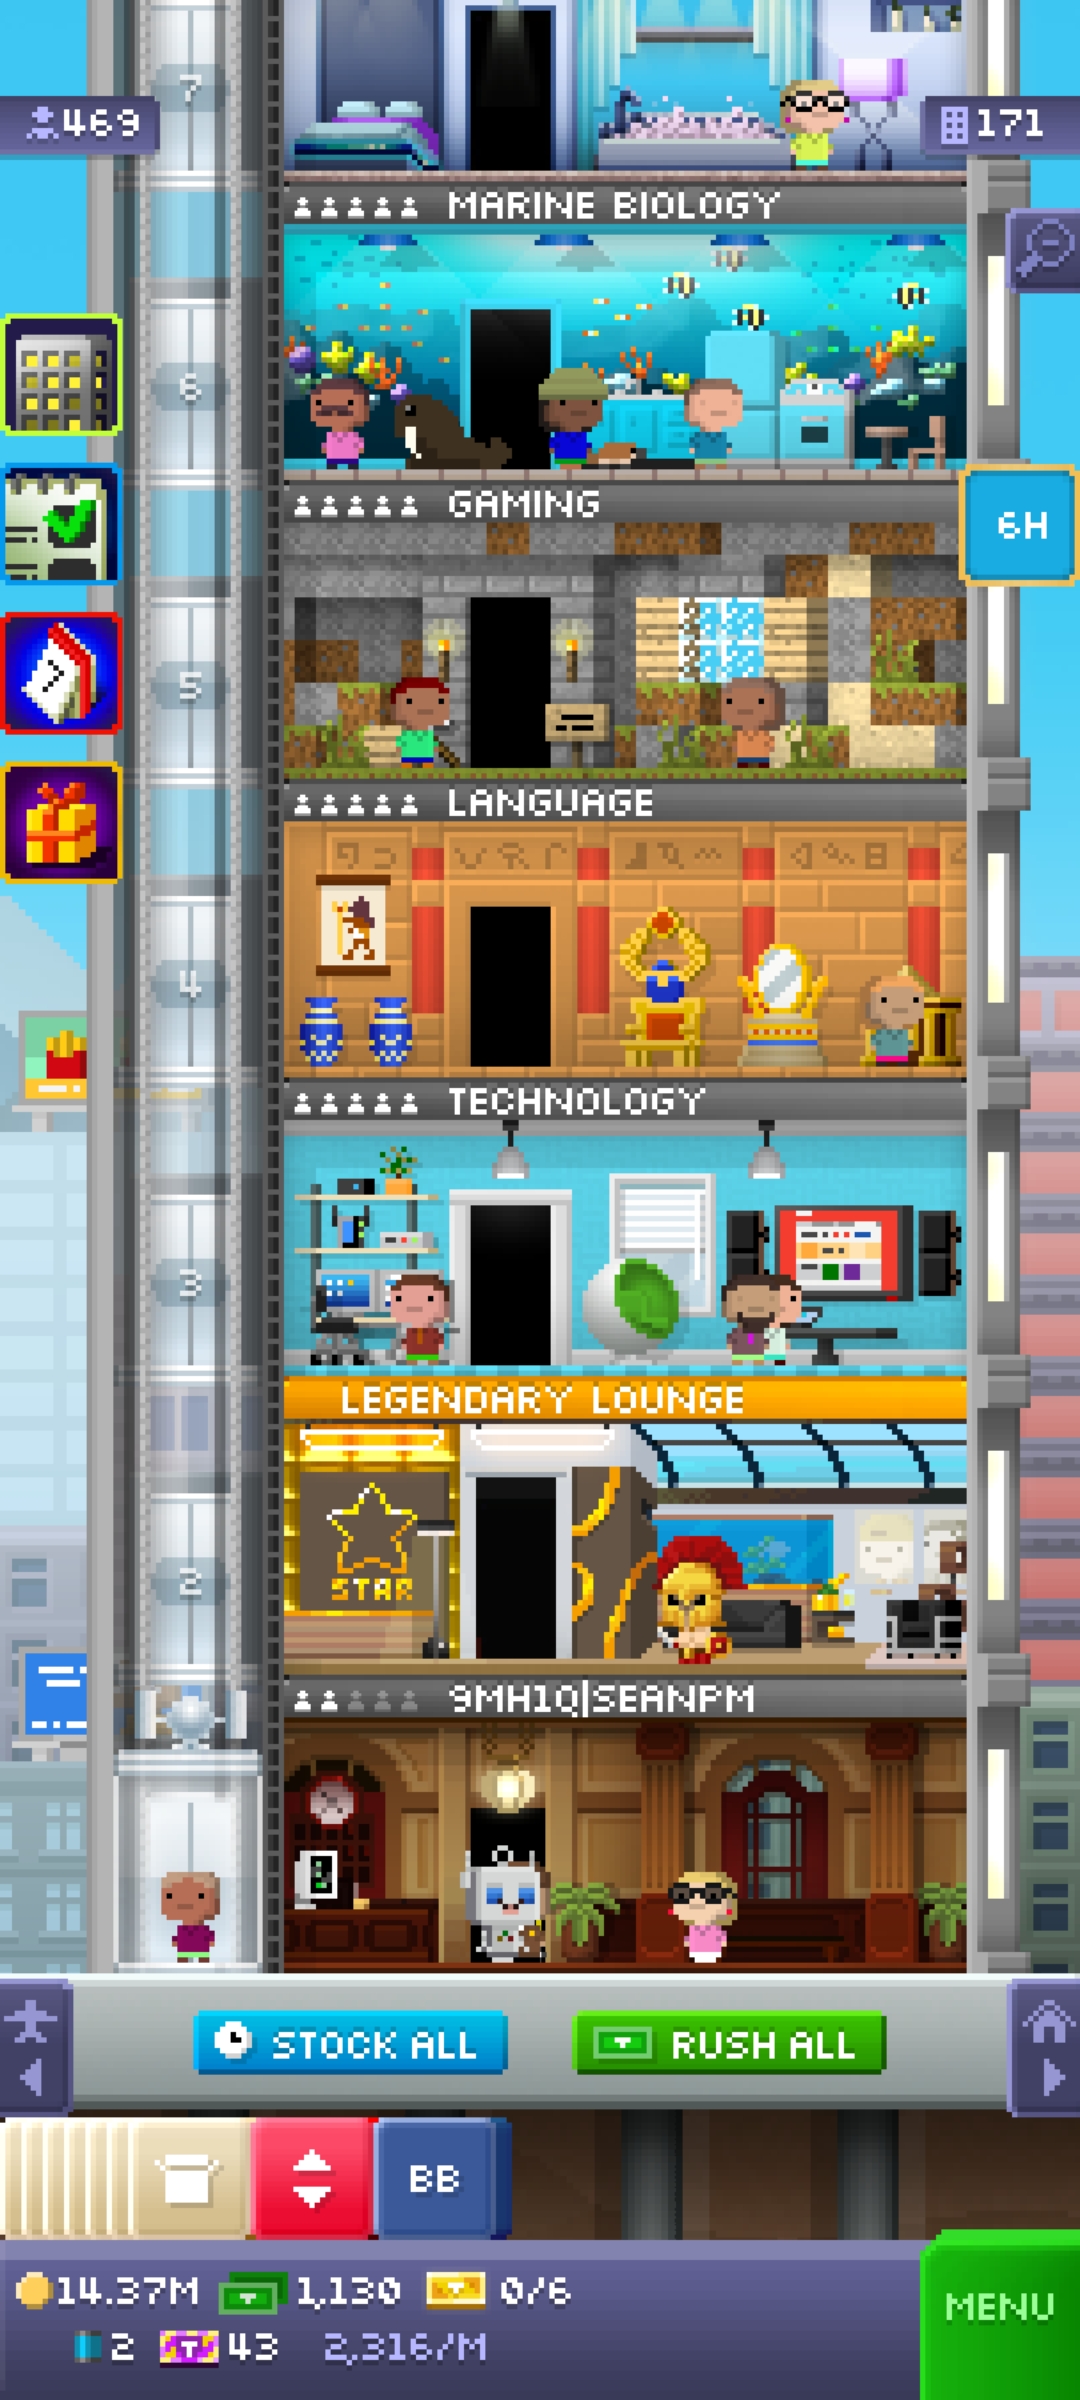 7
469
171
MARINE BIOLOGY
6
GAMING
6H
5
LANGUAGE
4
TECHNOLOGY
3
LEGENDARY LOUNGE
STAR
2
9MH1Q|SEANPM
STOCK ALL
RUSH ALL
BB
14.37M 1,130 0/6
2 43 2,316/M
MENU